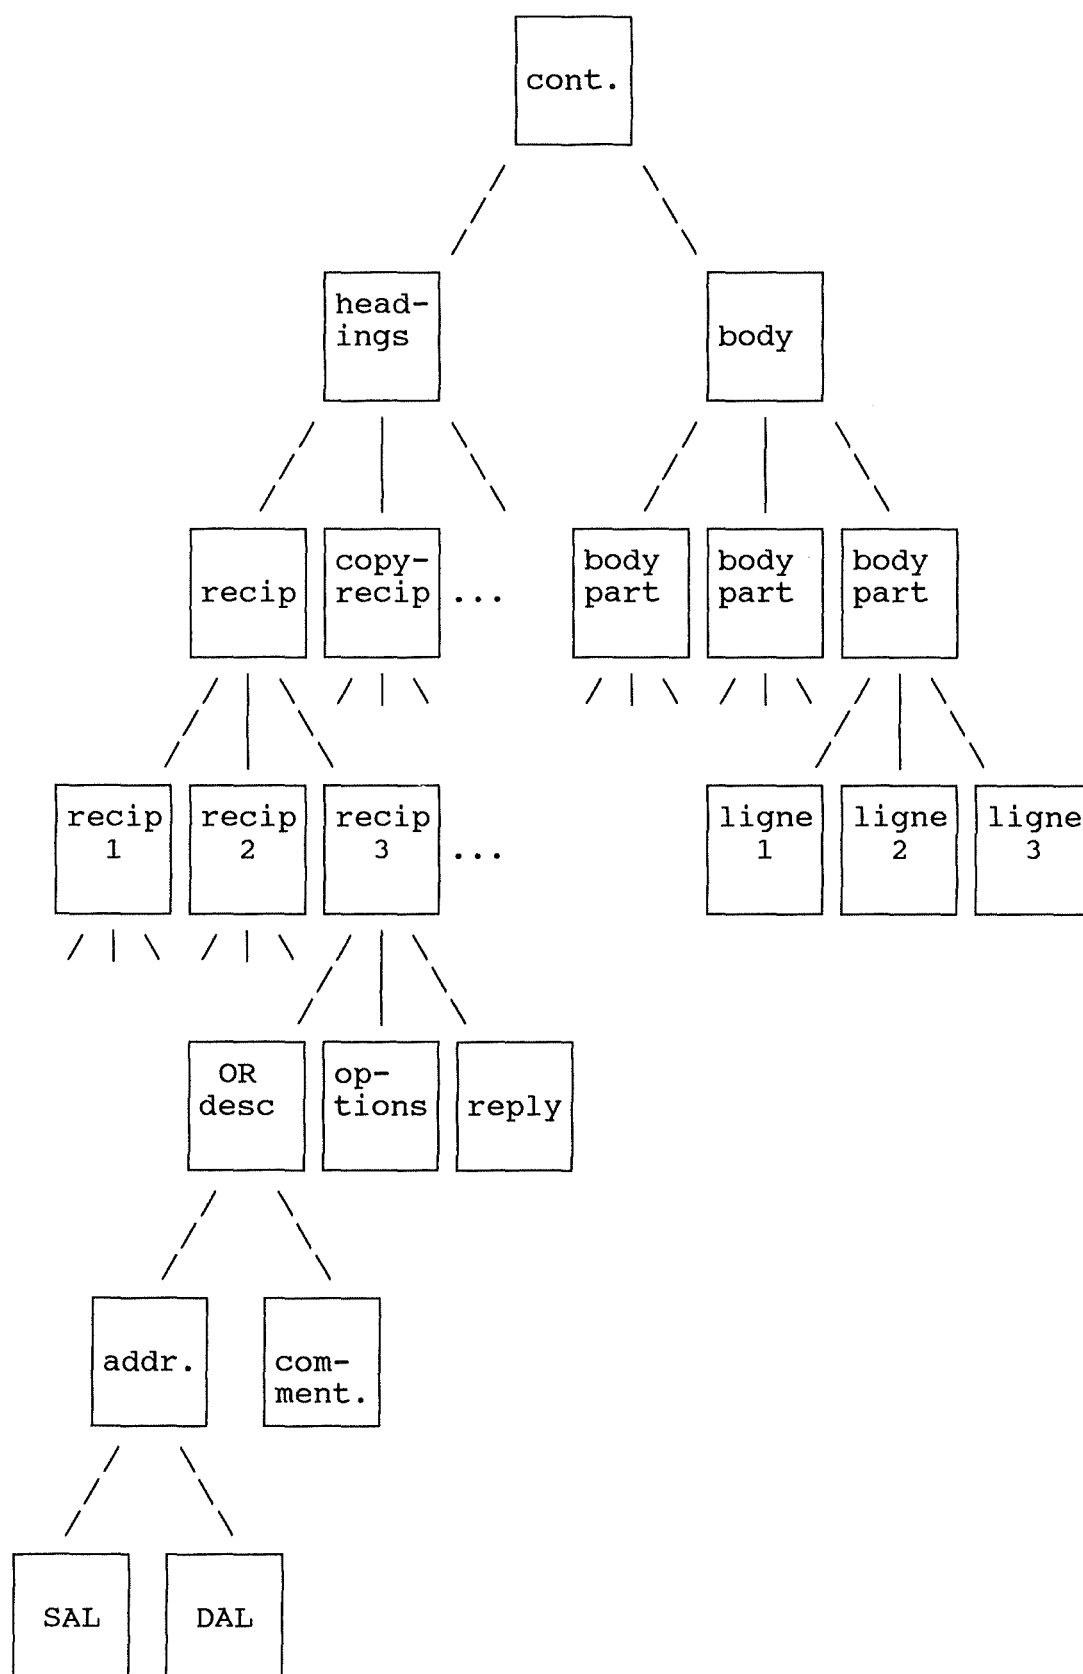 cont.
head-
ings
body
recip
copy-
recip
...
body
part
body
part
body
part
recip
1
recip
2
recip
3
...
ligne
1
ligne
2
ligne
3
OR
desc
op-
tions
reply
addr.
com-
ment.
SAL
DAL